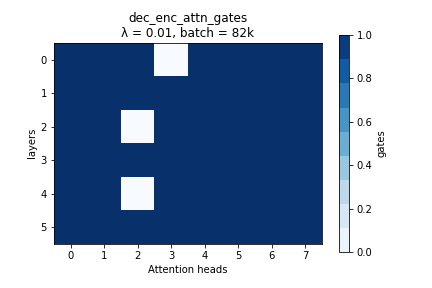 dec_enc_attn_gates
λ = 0.01, batch = 82k
layers
0
1
2
3
4
5
0 1 2 3 4 5 6 7
Attention heads
1.0
0.8
0.6
0.4
0.2
0.0
gates